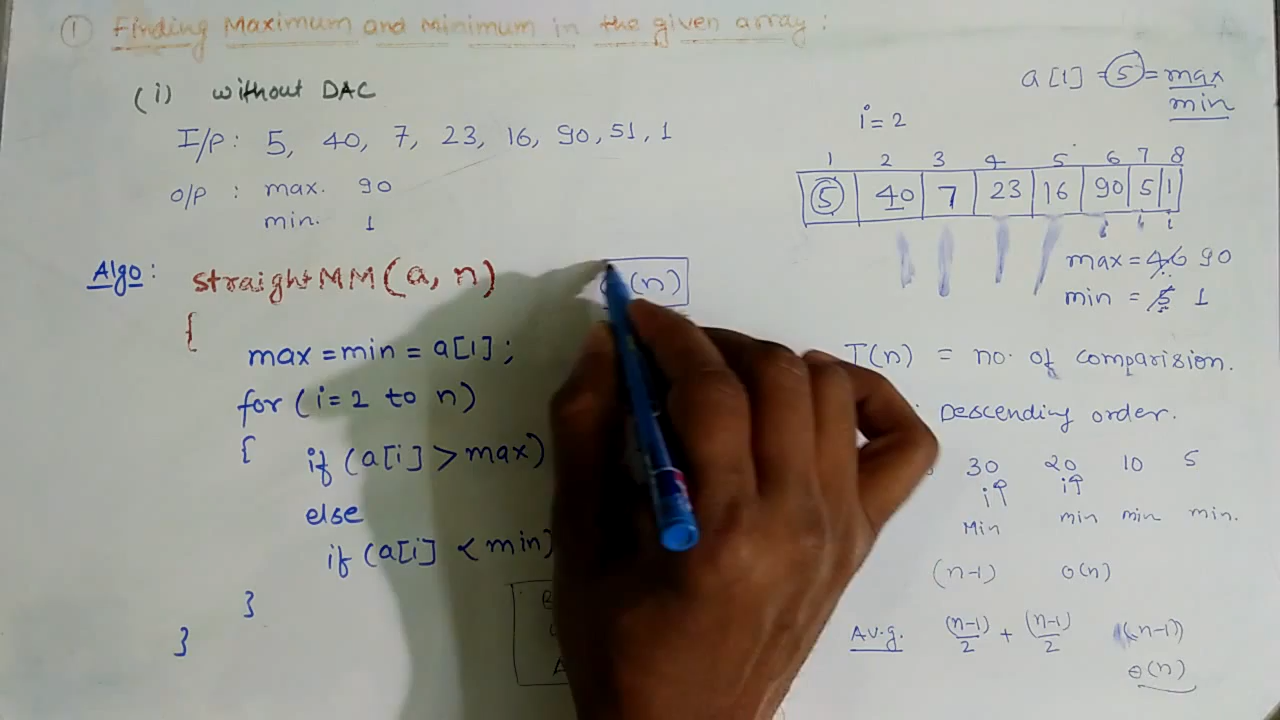 ① Finding Maximum and minimum in the given array:
(i) without DAC
I/p: 5, 40, 7, 23, 16, 90, 51, 1
O/p : max. 90
min. 1
Algo: straightMM(a, n)
{
max = min = a[1];
for (i=2 to n)
{ if (a[i] > max)
else
if (a[i] < min)
}
}
(n)
a[1] = 5 = max
min
i = 2
1 2 3 4 5 6 7 8
5 40 7 23 16 90 51 1
i i i
max = 90
min = 5 1
T(n) = no. of comparision.
Descending order.
30 20 10 5
i↑ i↑
Min min min min.
(n-1) O(n)
Avg. (n-1)/2 + (n-1)/2 (n-1)
θ(n)